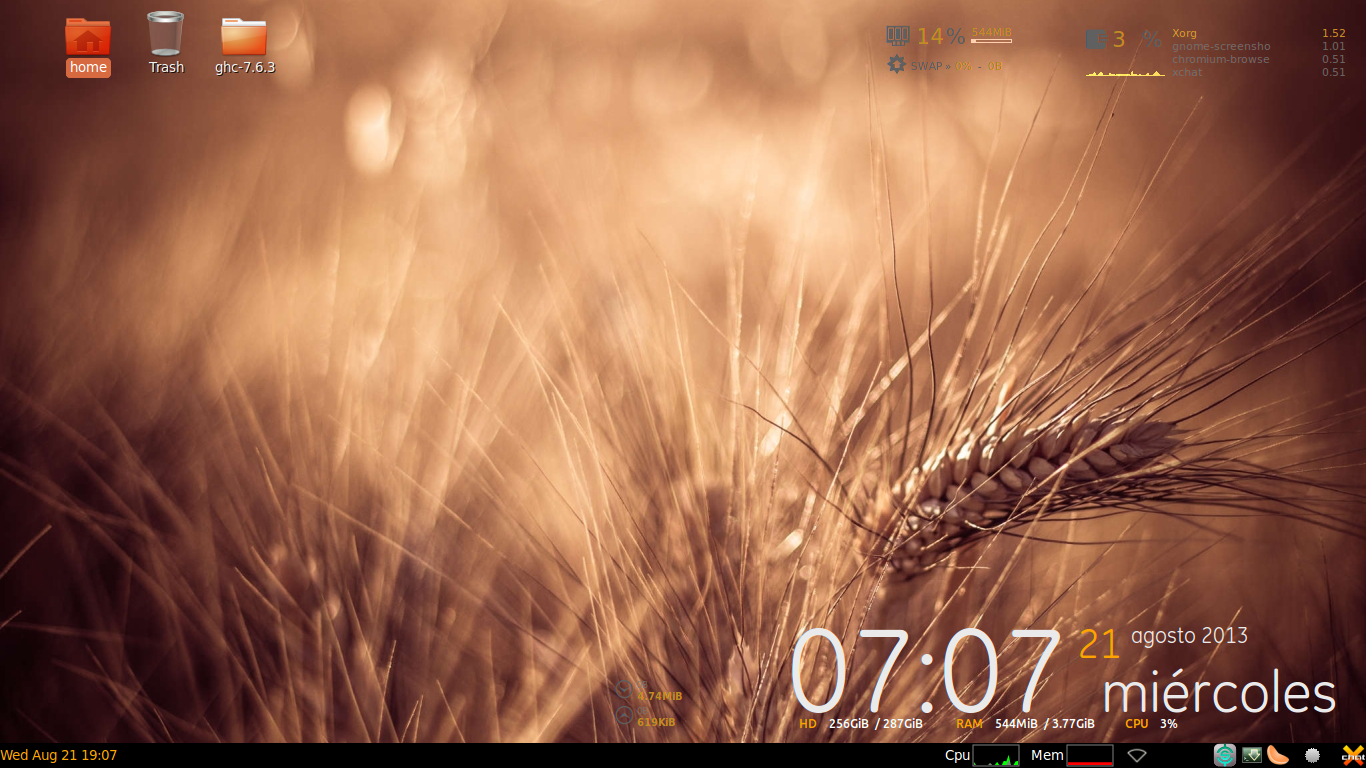 home
Trash
ghc-7.6.3
14% 544MiB
SWAP » 0% - 0B
3 %
Xorg 1.52
gnome-screensho 1.01
chromium-browse 0.51
xchat 0.51
07:07
21 agosto 2013
miércoles
4.74MiB
619KiB
HD 256GiB / 287GiB RAM 544MiB / 3.77GiB CPU 3%
Wed Aug 21 19:07
Cpu
Mem